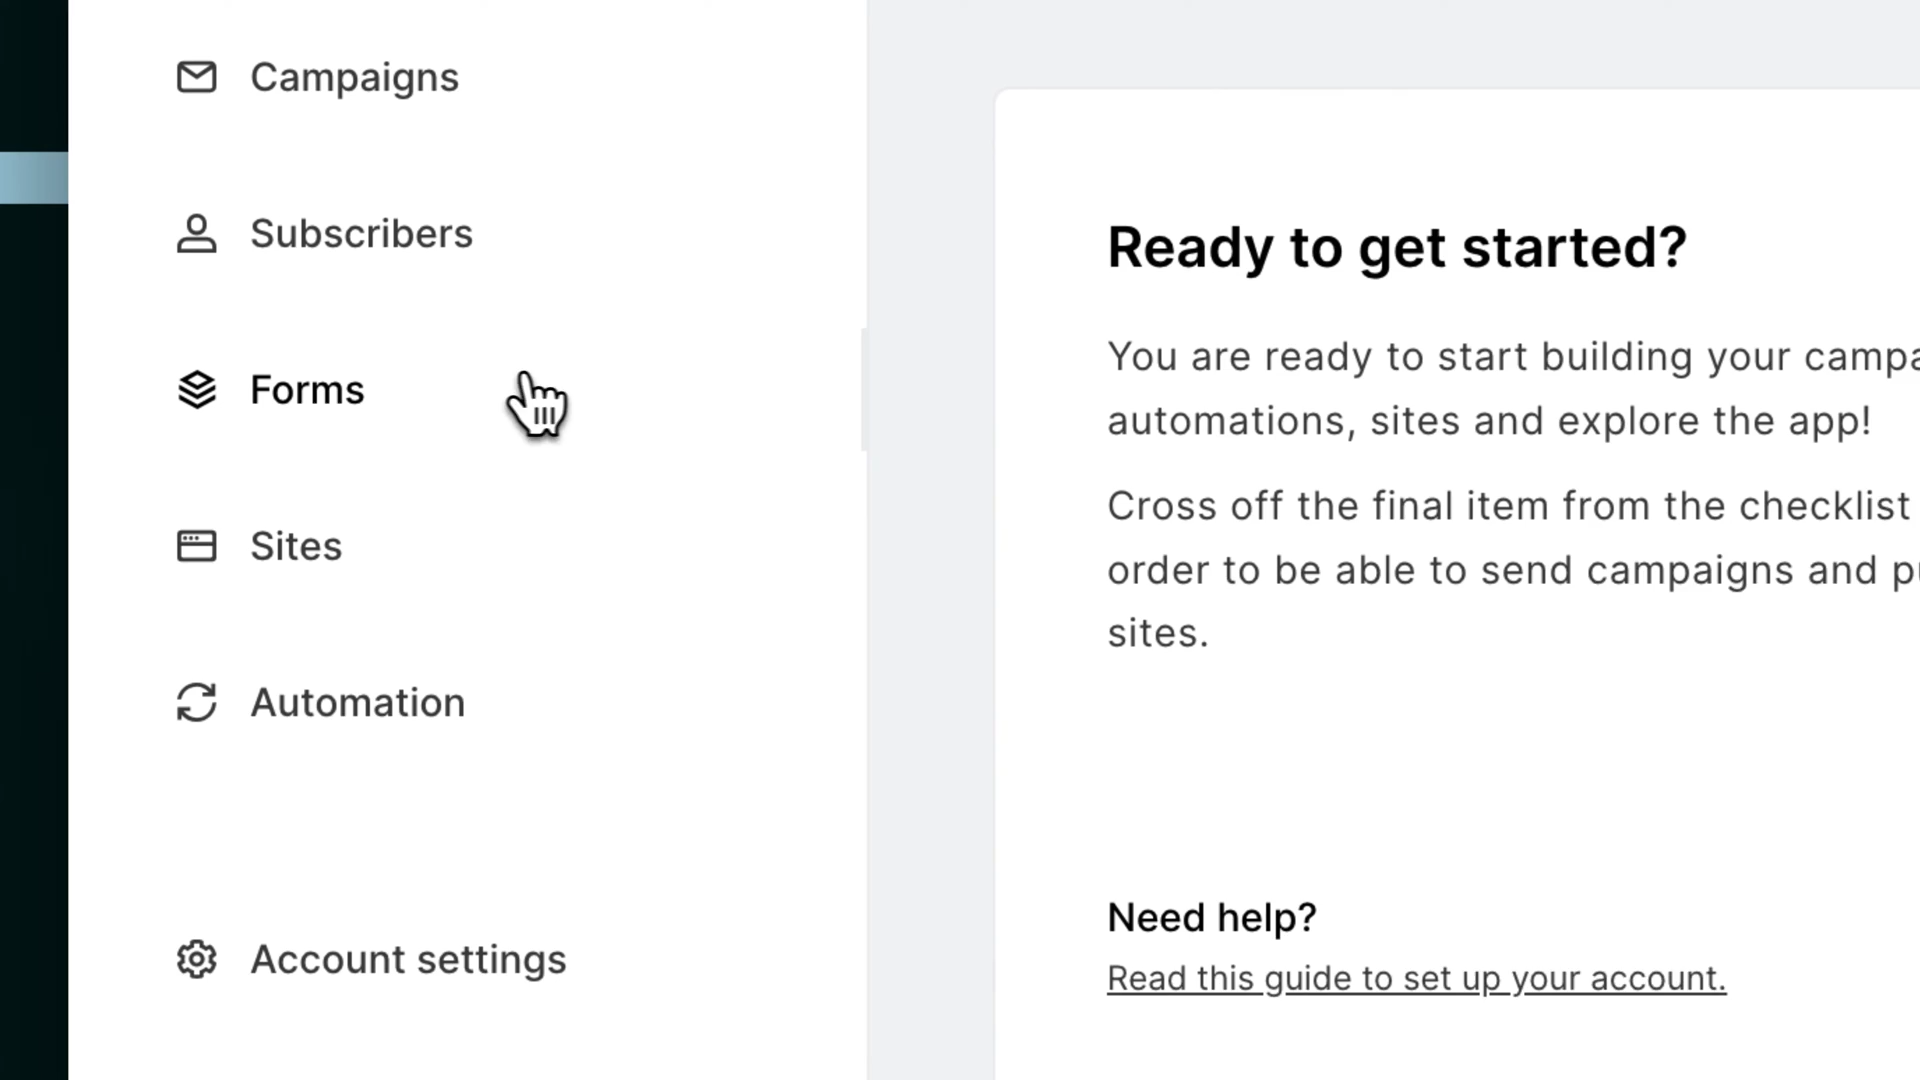 Campaigns
Subscribers
Forms
Sites
Automation
Account settings
Ready to get started?
You are ready to start building your
automations, sites and explore the app!
Cross off the final item from the checklist
order to be able to send campaigns and
sites.
Need help?
Read this guide to set up your account.